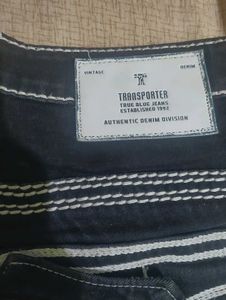 VINTAGE DENIM
TRANSPORTER
TRUE BLUE JEANS
ESTABLISHED 1992
AUTHENTIC DENIM DIVISION